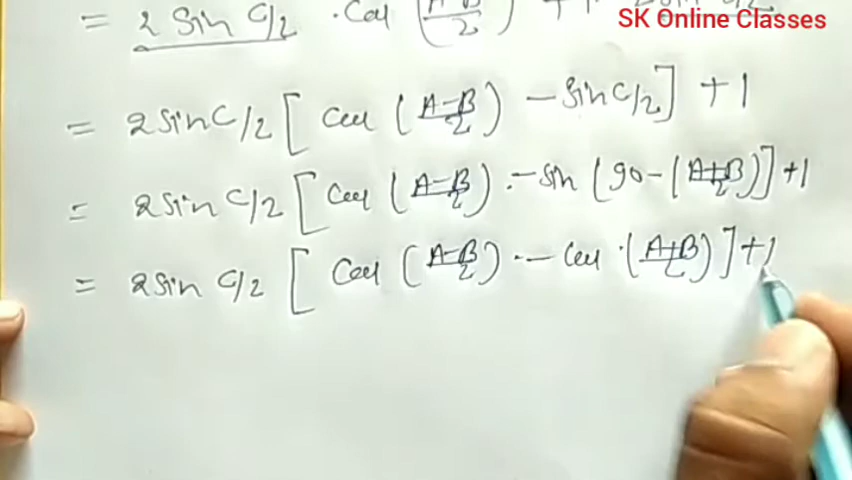 = 2 Sin C/2 . Cos (A-B/2) + 1
SK Online Classes
= 2 Sin C/2 [ Cos (A-B/2) - Sin C/2 ] + 1
= 2 Sin C/2 [ Cos (A-B/2) .- Sin (90 - (A+B/2)] + 1
= 2 Sin C/2 [ Cos (A-B/2) .- Cos . (A+B/2) ] + 1